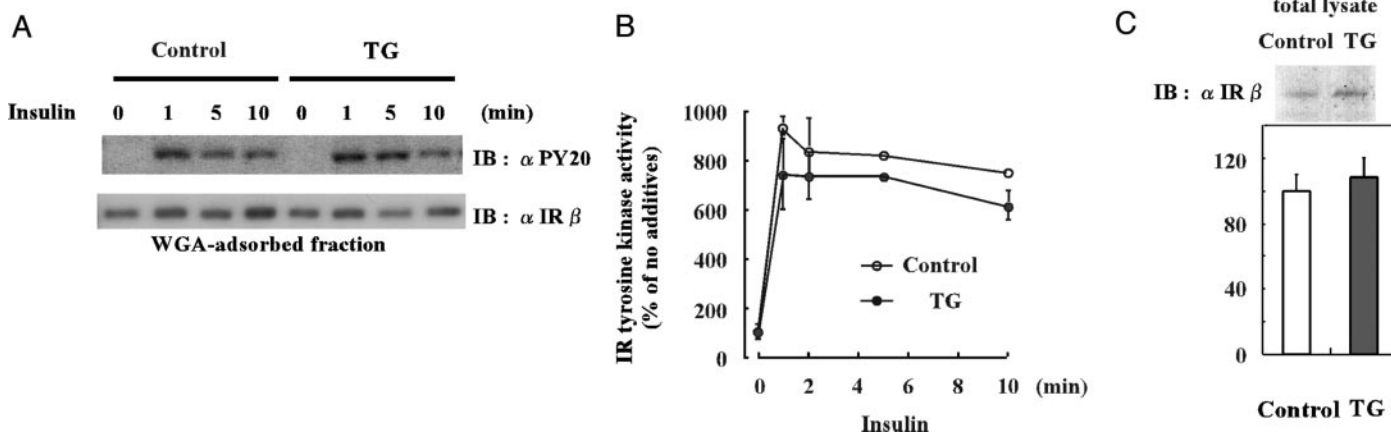 A
Control TG
Insulin 0 1 5 10 0 1 5 10 (min)
IB : α PY20
IB : α IR β
WGA-adsorbed fraction
B
IR tyrosine kinase activity
(% of no additives)
1000
800
600
400
200
0
Control
TG
0 2 4 6 8 10 (min)
Insulin
C
total lysate
Control TG
IB : α IR β
120
80
40
0
Control TG